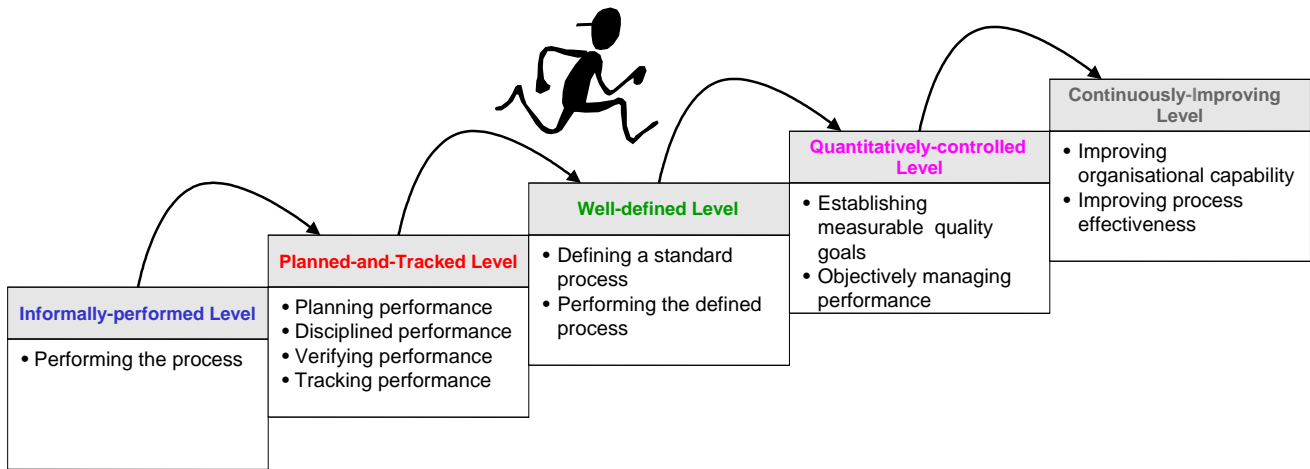 Informally-performed Level
• Performing the process
Planned-and-Tracked Level
• Planning performance
• Disciplined performance
• Verifying performance
• Tracking performance
Well-defined Level
• Defining a standard
process
• Performing the defined
process
Quantitatively-controlled
Level
• Establishing
measurable quality
goals
• Objectively managing
performance
Continuously-Improving
Level
• Improving
organisational capability
• Improving process
effectiveness